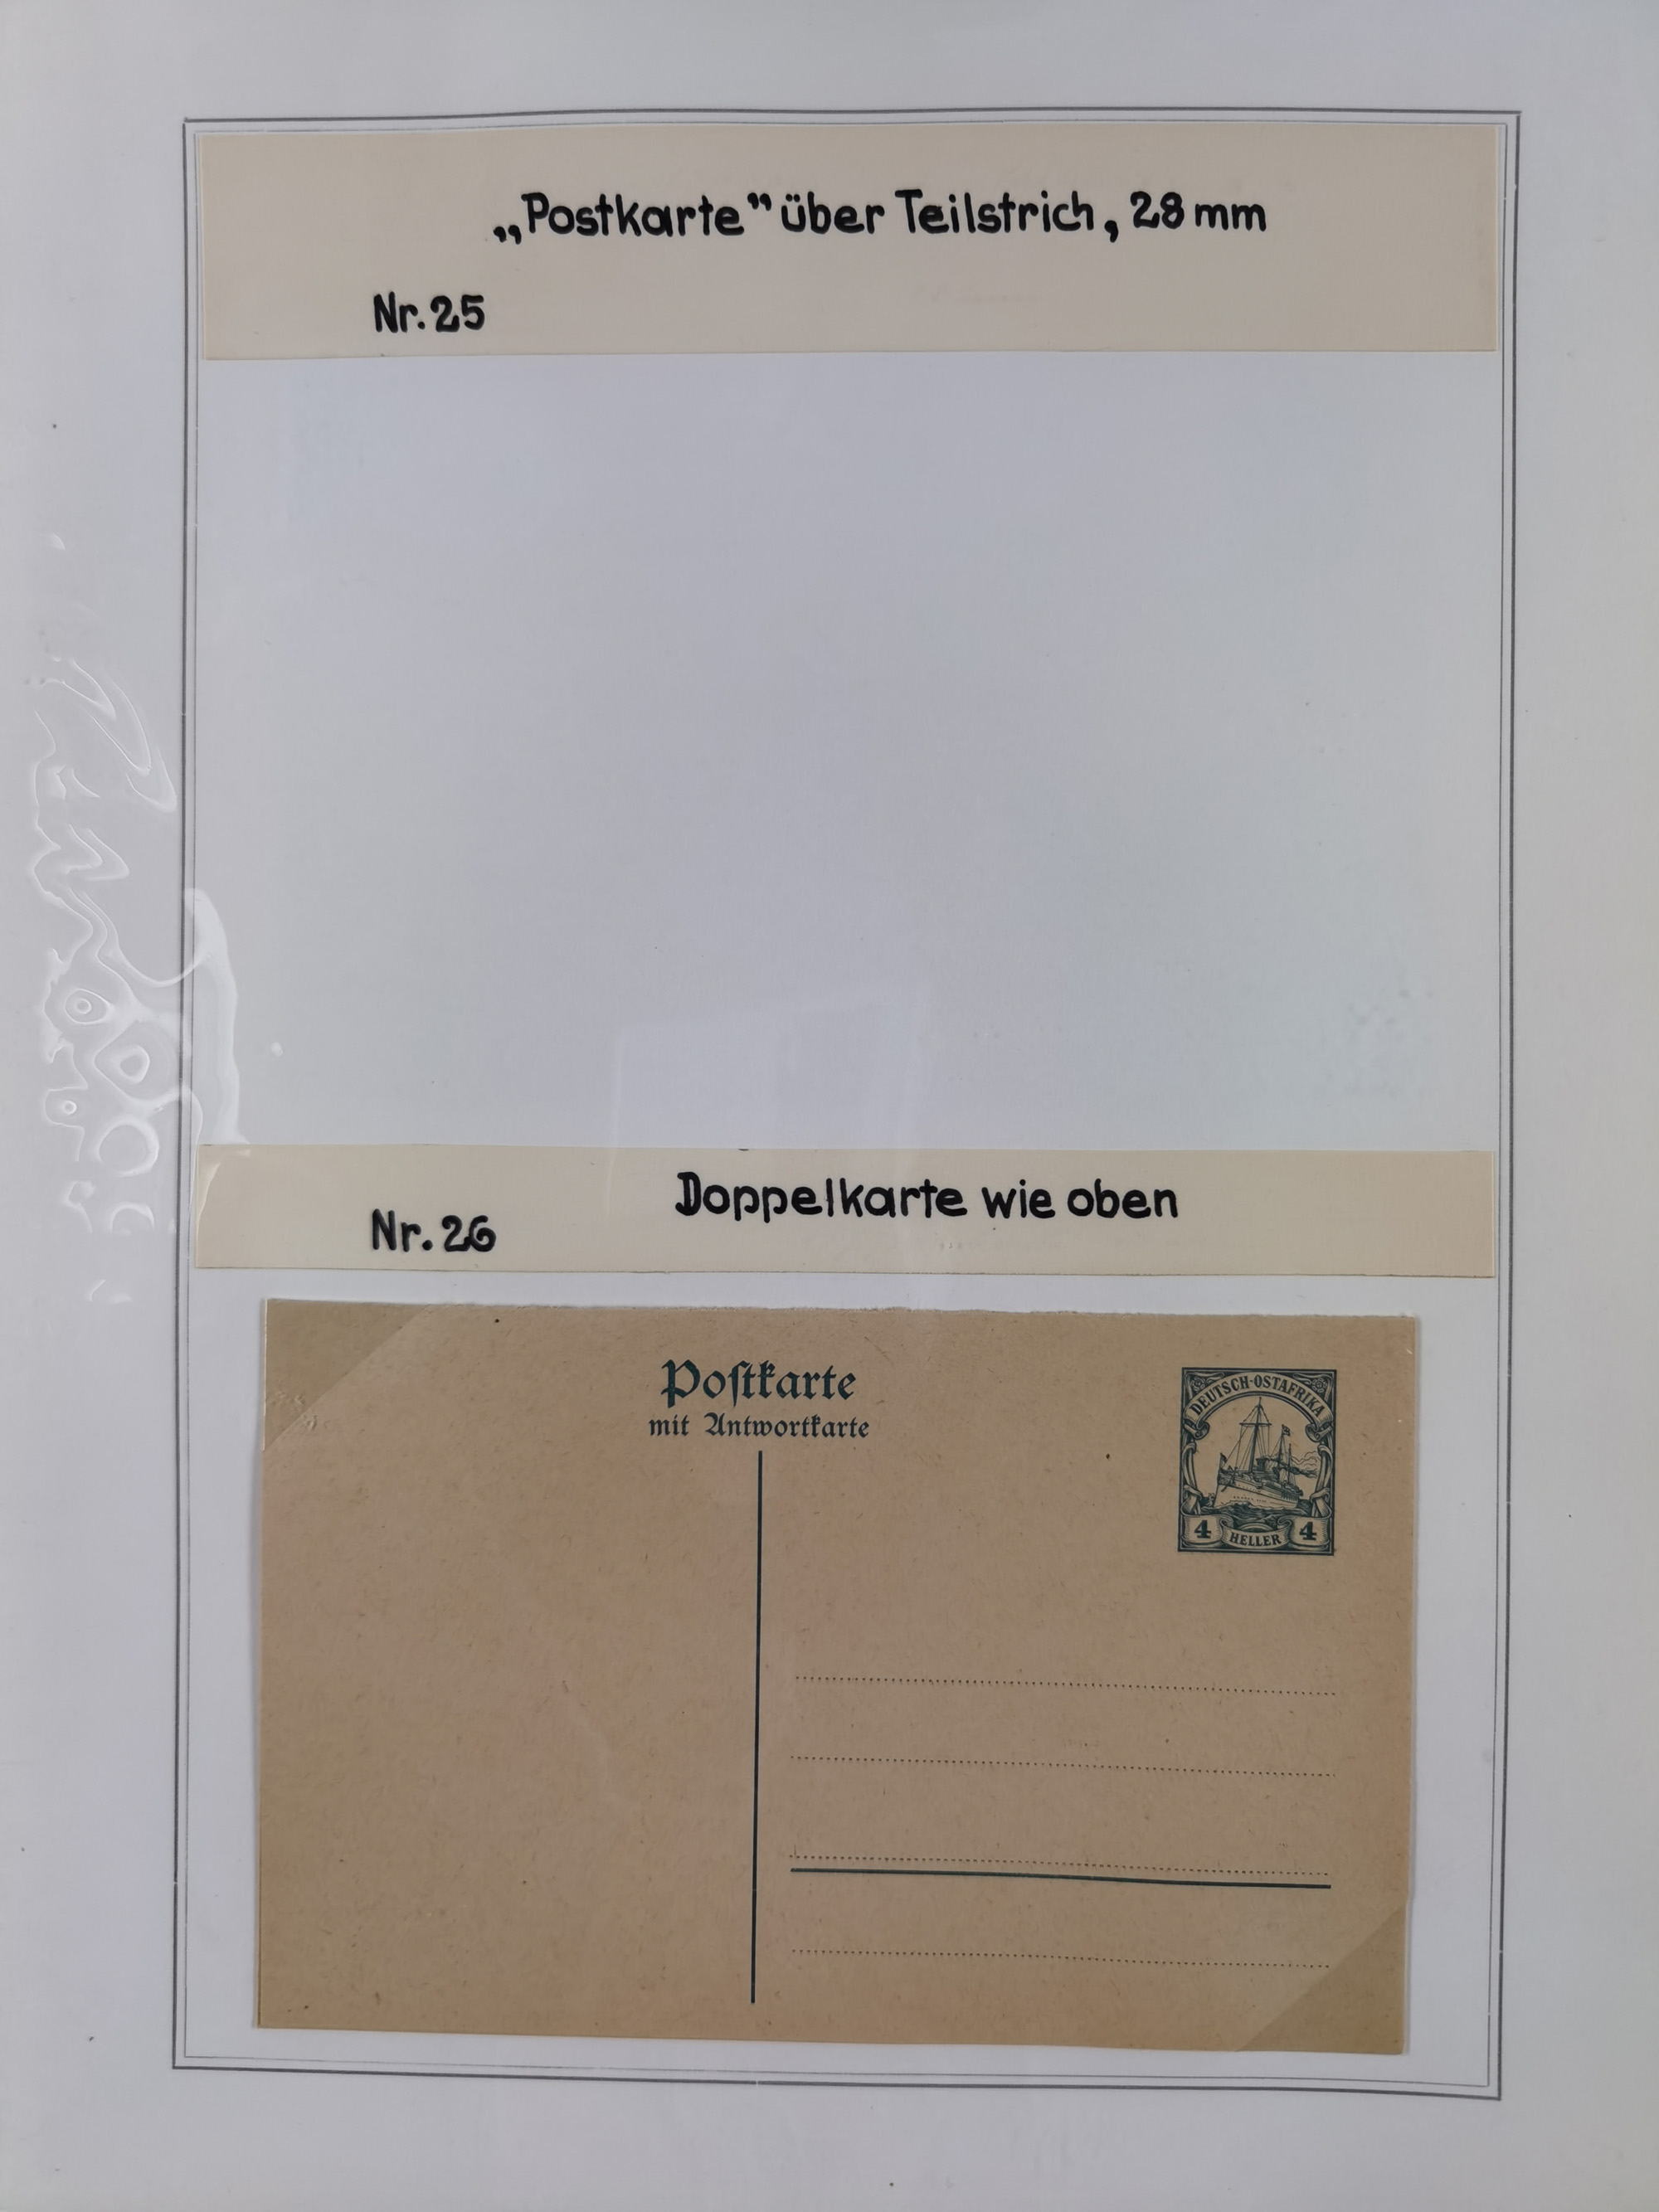 „Postkarte” über Teilstrich, 28 mm
Nr. 25
Doppelkarte wie oben
Nr. 26
Poſtkarte
mit Antwortkarte
DEUTSCH-OSTAFRIKA
4 HELLER 4